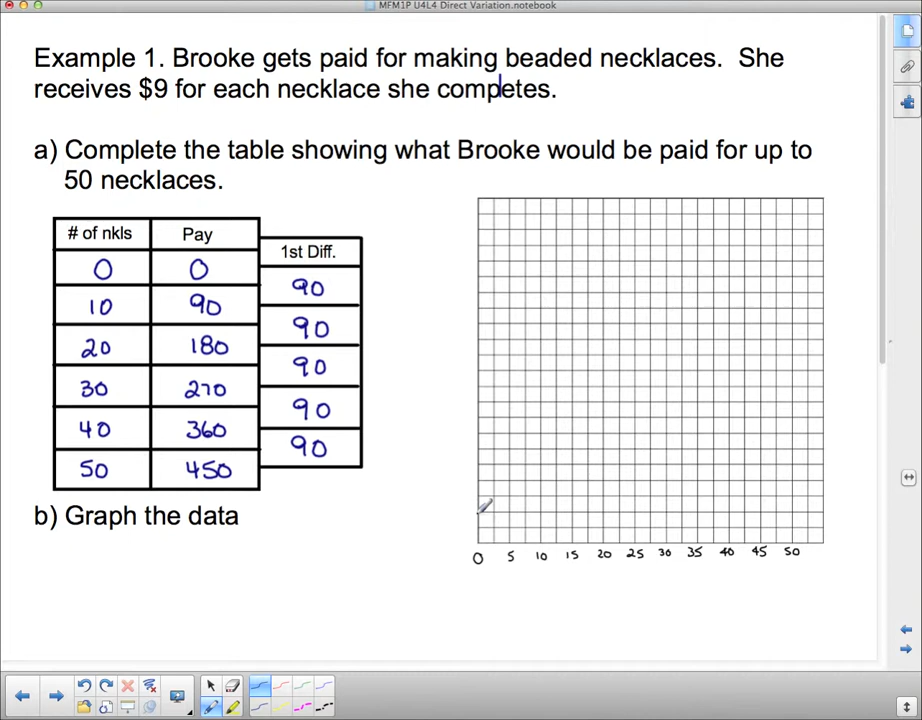 MFM1P U4L4 Direct Variation.notebook
Example 1. Brooke gets paid for making beaded necklaces. She
receives $9 for each necklace she competes.
a) Complete the table showing what Brooke would be paid for up to
50 necklaces.
# of nkls Pay 1st Diff.
0 0 90
10 90 90
20 180 90
30 270 90
40 360 90
50 450
b) Graph the data
0 5 10 15 20 25 30 35 40 45 50